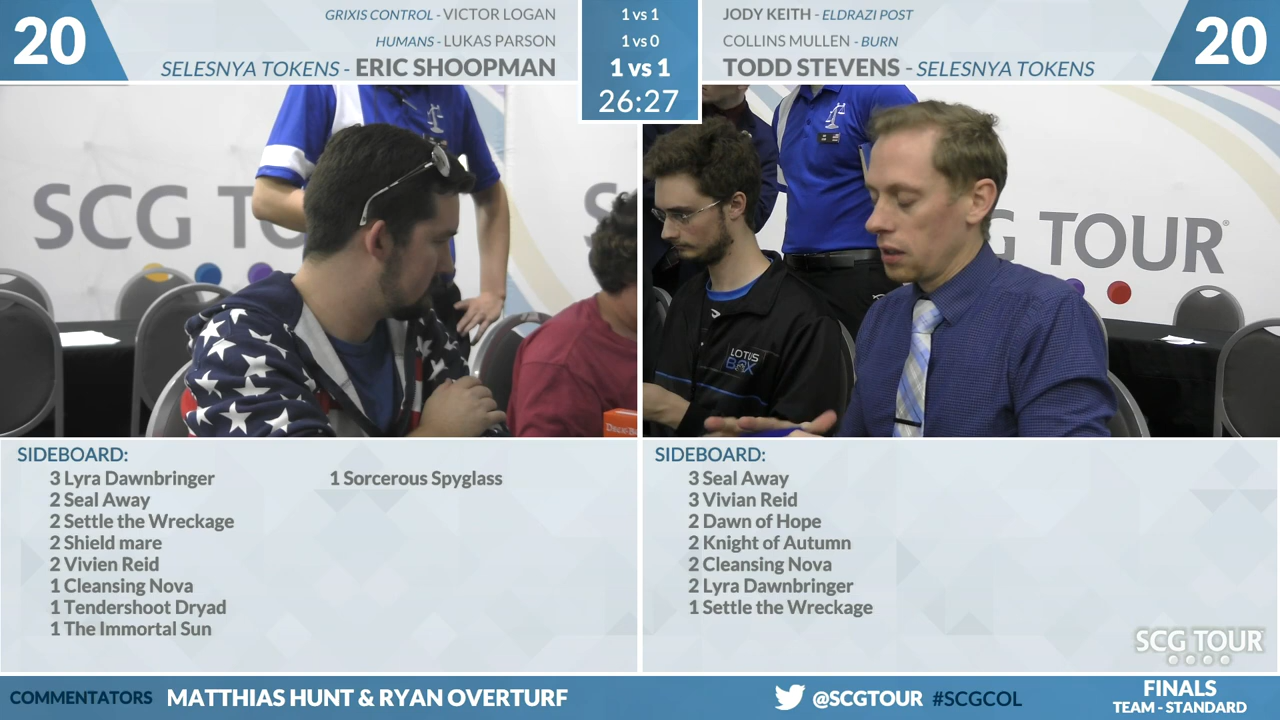 20
GRIXIS CONTROL - VICTOR LOGAN
HUMANS - LUKAS PARSON
SELESNYA TOKENS - ERIC SHOOPMAN
1 vs 1
1 vs 0
1 vs 1
26:27
JODY KEITH - ELDRAZI POST
COLLINS MULLEN - BURN
TODD STEVENS - SELESNYA TOKENS
20
SCG TO
S
G TOUR
LOTUS
BOX
SIDEBOARD:
3 Lyra Dawnbringer
2 Seal Away
2 Settle the Wreckage
2 Shield mare
2 Vivien Reid
1 Cleansing Nova
1 Tendershoot Dryad
1 The Immortal Sun
1 Sorcerous Spyglass
SIDEBOARD:
3 Seal Away
3 Vivian Reid
2 Dawn of Hope
2 Knight of Autumn
2 Cleansing Nova
2 Lyra Dawnbringer
1 Settle the Wreckage
SCG TOUR
COMMENTATORS MATTHIAS HUNT & RYAN OVERTURF
@SCGTOUR #SCGCOL
FINALS
TEAM - STANDARD